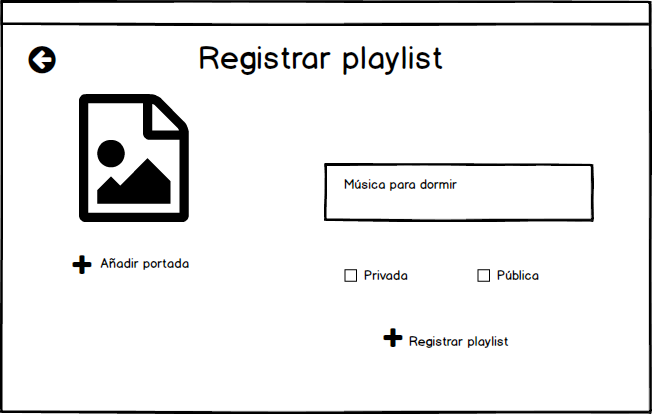 Registrar playlist
Música para dormir
Añadir portada
Privada
Pública
Registrar playlist